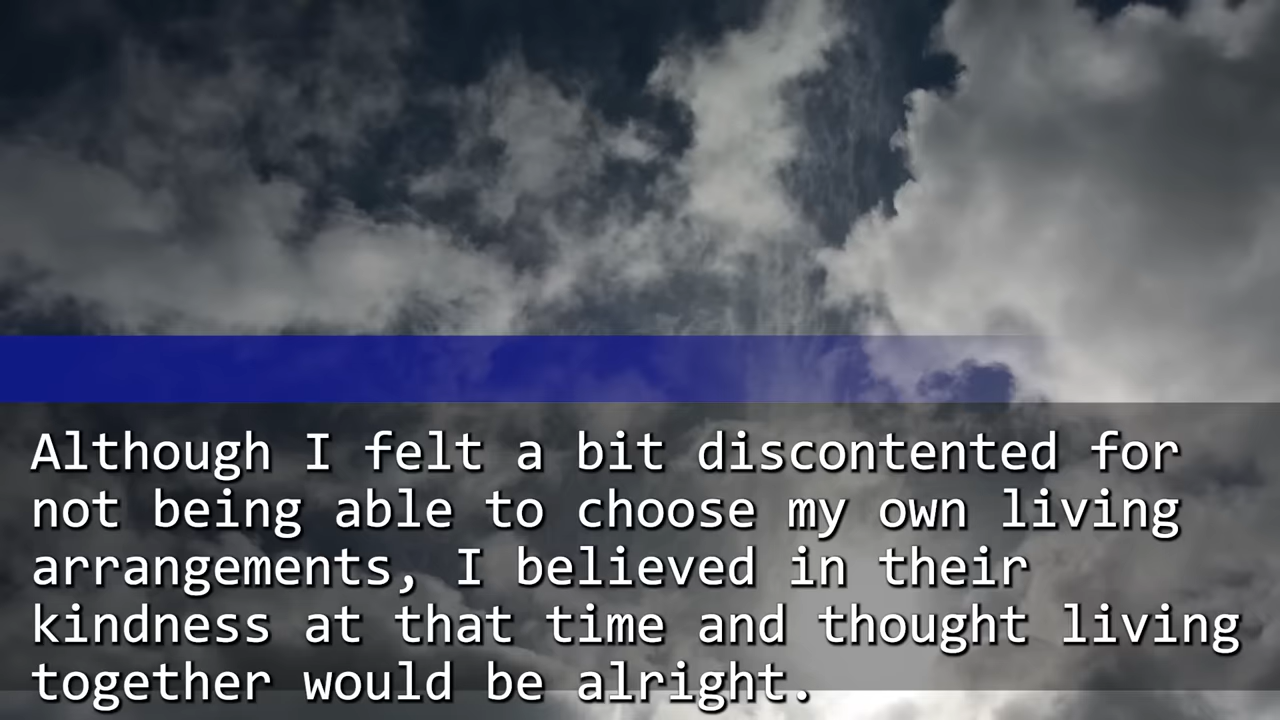 Although I felt a bit discontented for
not being able to choose my own living
arrangements, I believed in their
kindness at that time and thought living
together would be alright.